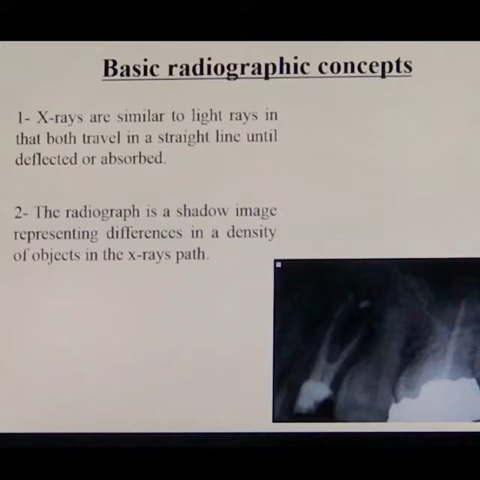 Basic radiographic concepts
1- X-rays are similar to light rays in
that both travel in a straight line until
deflected or absorbed.
2- The radiograph is a shadow image
representing differences in a density
of objects in the x-rays path.